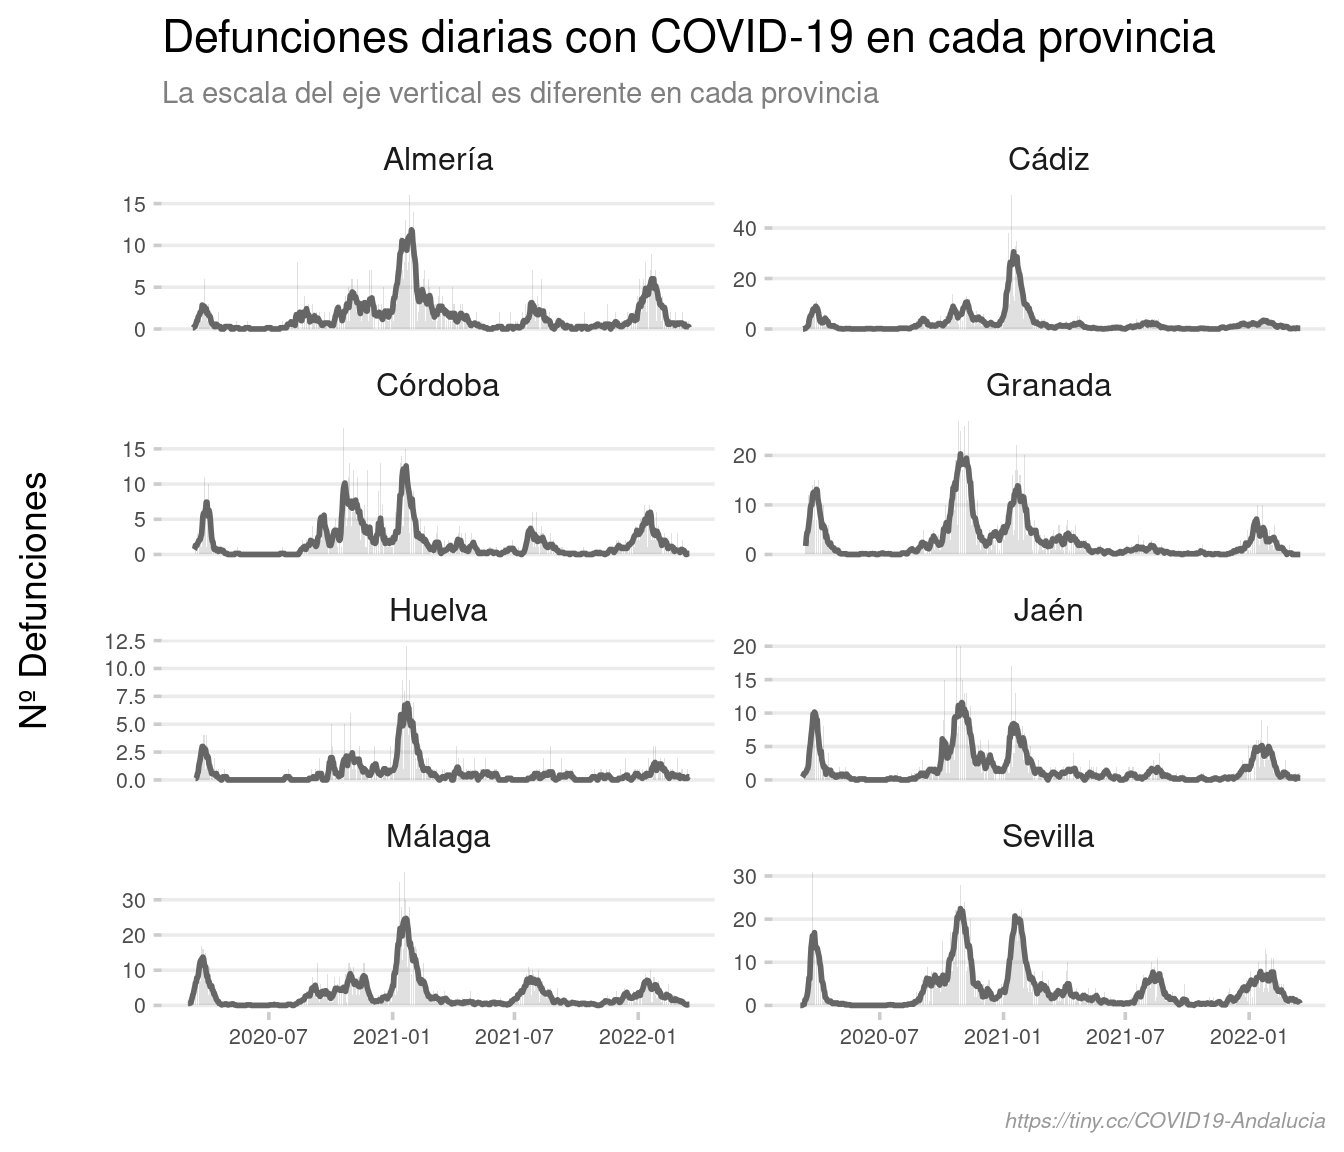 Defunciones diarias con COVID-19 en cada provincia
La escala del eje vertical es diferente en cada provincia
Nº Defunciones
Almería
15
10
5
0
Cádiz
40
20
0
Córdoba
15
10
5
0
Granada
20
10
0
Huelva
12.5
10.0
7.5
5.0
2.5
0.0
Jaén
20
15
10
5
0
Málaga
30
20
10
0
2020-07 2021-01 2021-07 2022-01
Sevilla
30
20
10
0
2020-07 2021-01 2021-07 2022-01
https://tiny.cc/COVID19-Andalucia